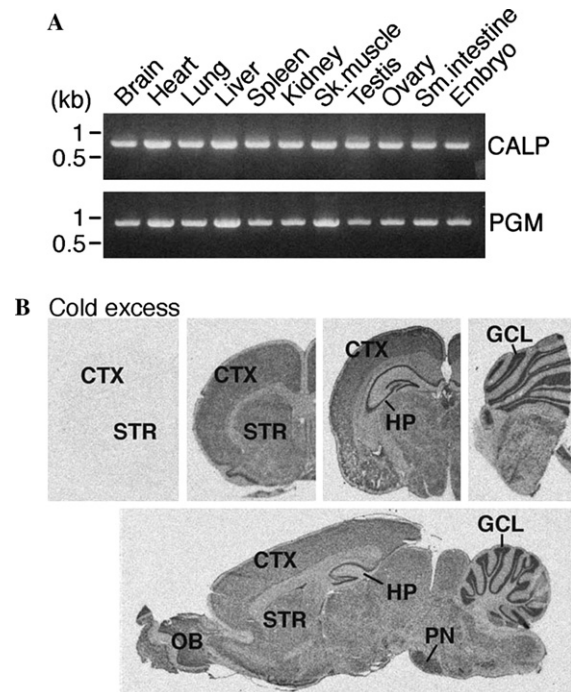 A
(kb)
Brain
Heart
Lung
Liver
Spleen
Kidney
Sk.muscle
Testis
Ovary
Sm.intestine
Embryo
1
0.5
CALP
1
0.5
PGM
B Cold excess
CTX
STR
CTX
STR
CTX
HP
GCL
CTX
STR
OB
HP
PN
GCL